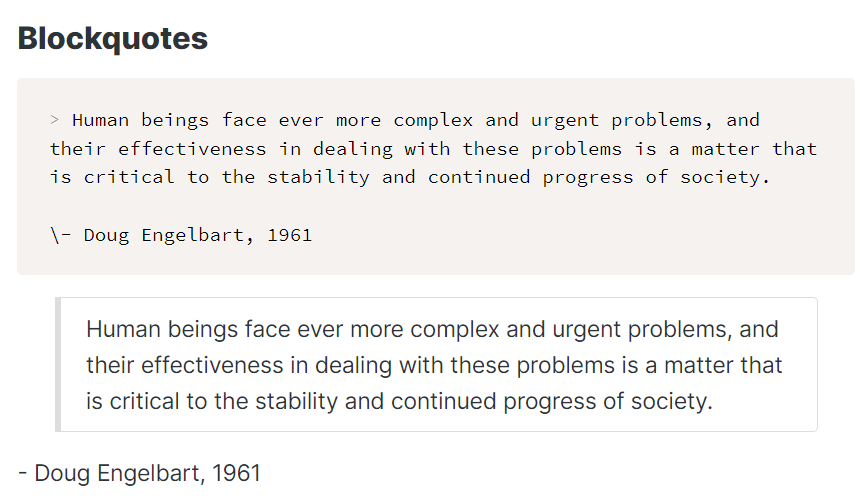 Blockquotes
> Human beings face ever more complex and urgent problems, and
their effectiveness in dealing with these problems is a matter that
is critical to the stability and continued progress of society.
\- Doug Engelbart, 1961
Human beings face ever more complex and urgent problems, and
their effectiveness in dealing with these problems is a matter that
is critical to the stability and continued progress of society.
- Doug Engelbart, 1961